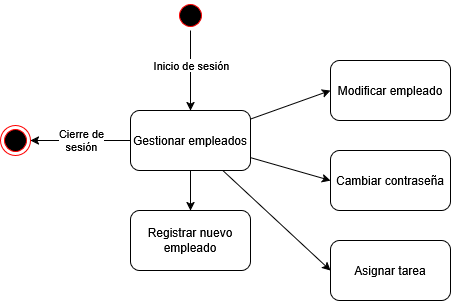 Inicio de sesión
Modificar empleado
Cierre de
sesión
Gestionar empleados
Cambiar contraseña
Registrar nuevo
empleado
Asignar tarea